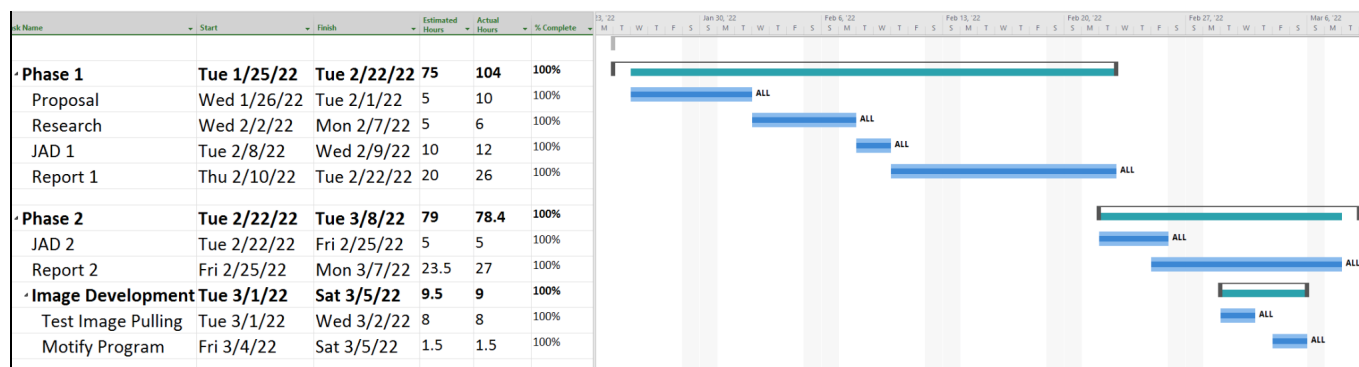 sk Name Start Finish Estimated Hours Actual Hours % Complete 23, '22 Jan 30, '22 Feb 6, '22 Feb 13, '22 Feb 20, '22 Feb 27, '22 Mar 6, '22
M T W T F S S M T W T F S S M T W T F S S M T W T F S S M T W T F S S M T W T F S S M T
Phase 1 Tue 1/25/22 Tue 2/22/22 75 104 100%
Proposal Wed 1/26/22 Tue 2/1/22 5 10 100% ALL
Research Wed 2/2/22 Mon 2/7/22 5 6 100% ALL
JAD 1 Tue 2/8/22 Wed 2/9/22 10 12 100% ALL
Report 1 Thu 2/10/22 Tue 2/22/22 20 26 100% ALL
Phase 2 Tue 2/22/22 Tue 3/8/22 79 78.4 100%
JAD 2 Tue 2/22/22 Fri 2/25/22 5 5 100% ALL
Report 2 Fri 2/25/22 Mon 3/7/22 23.5 27 100% ALL
Image Development Tue 3/1/22 Sat 3/5/22 9.5 9 100%
Test Image Pulling Tue 3/1/22 Wed 3/2/22 8 8 100% ALL
Motify Program Fri 3/4/22 Sat 3/5/22 1.5 1.5 100% ALL